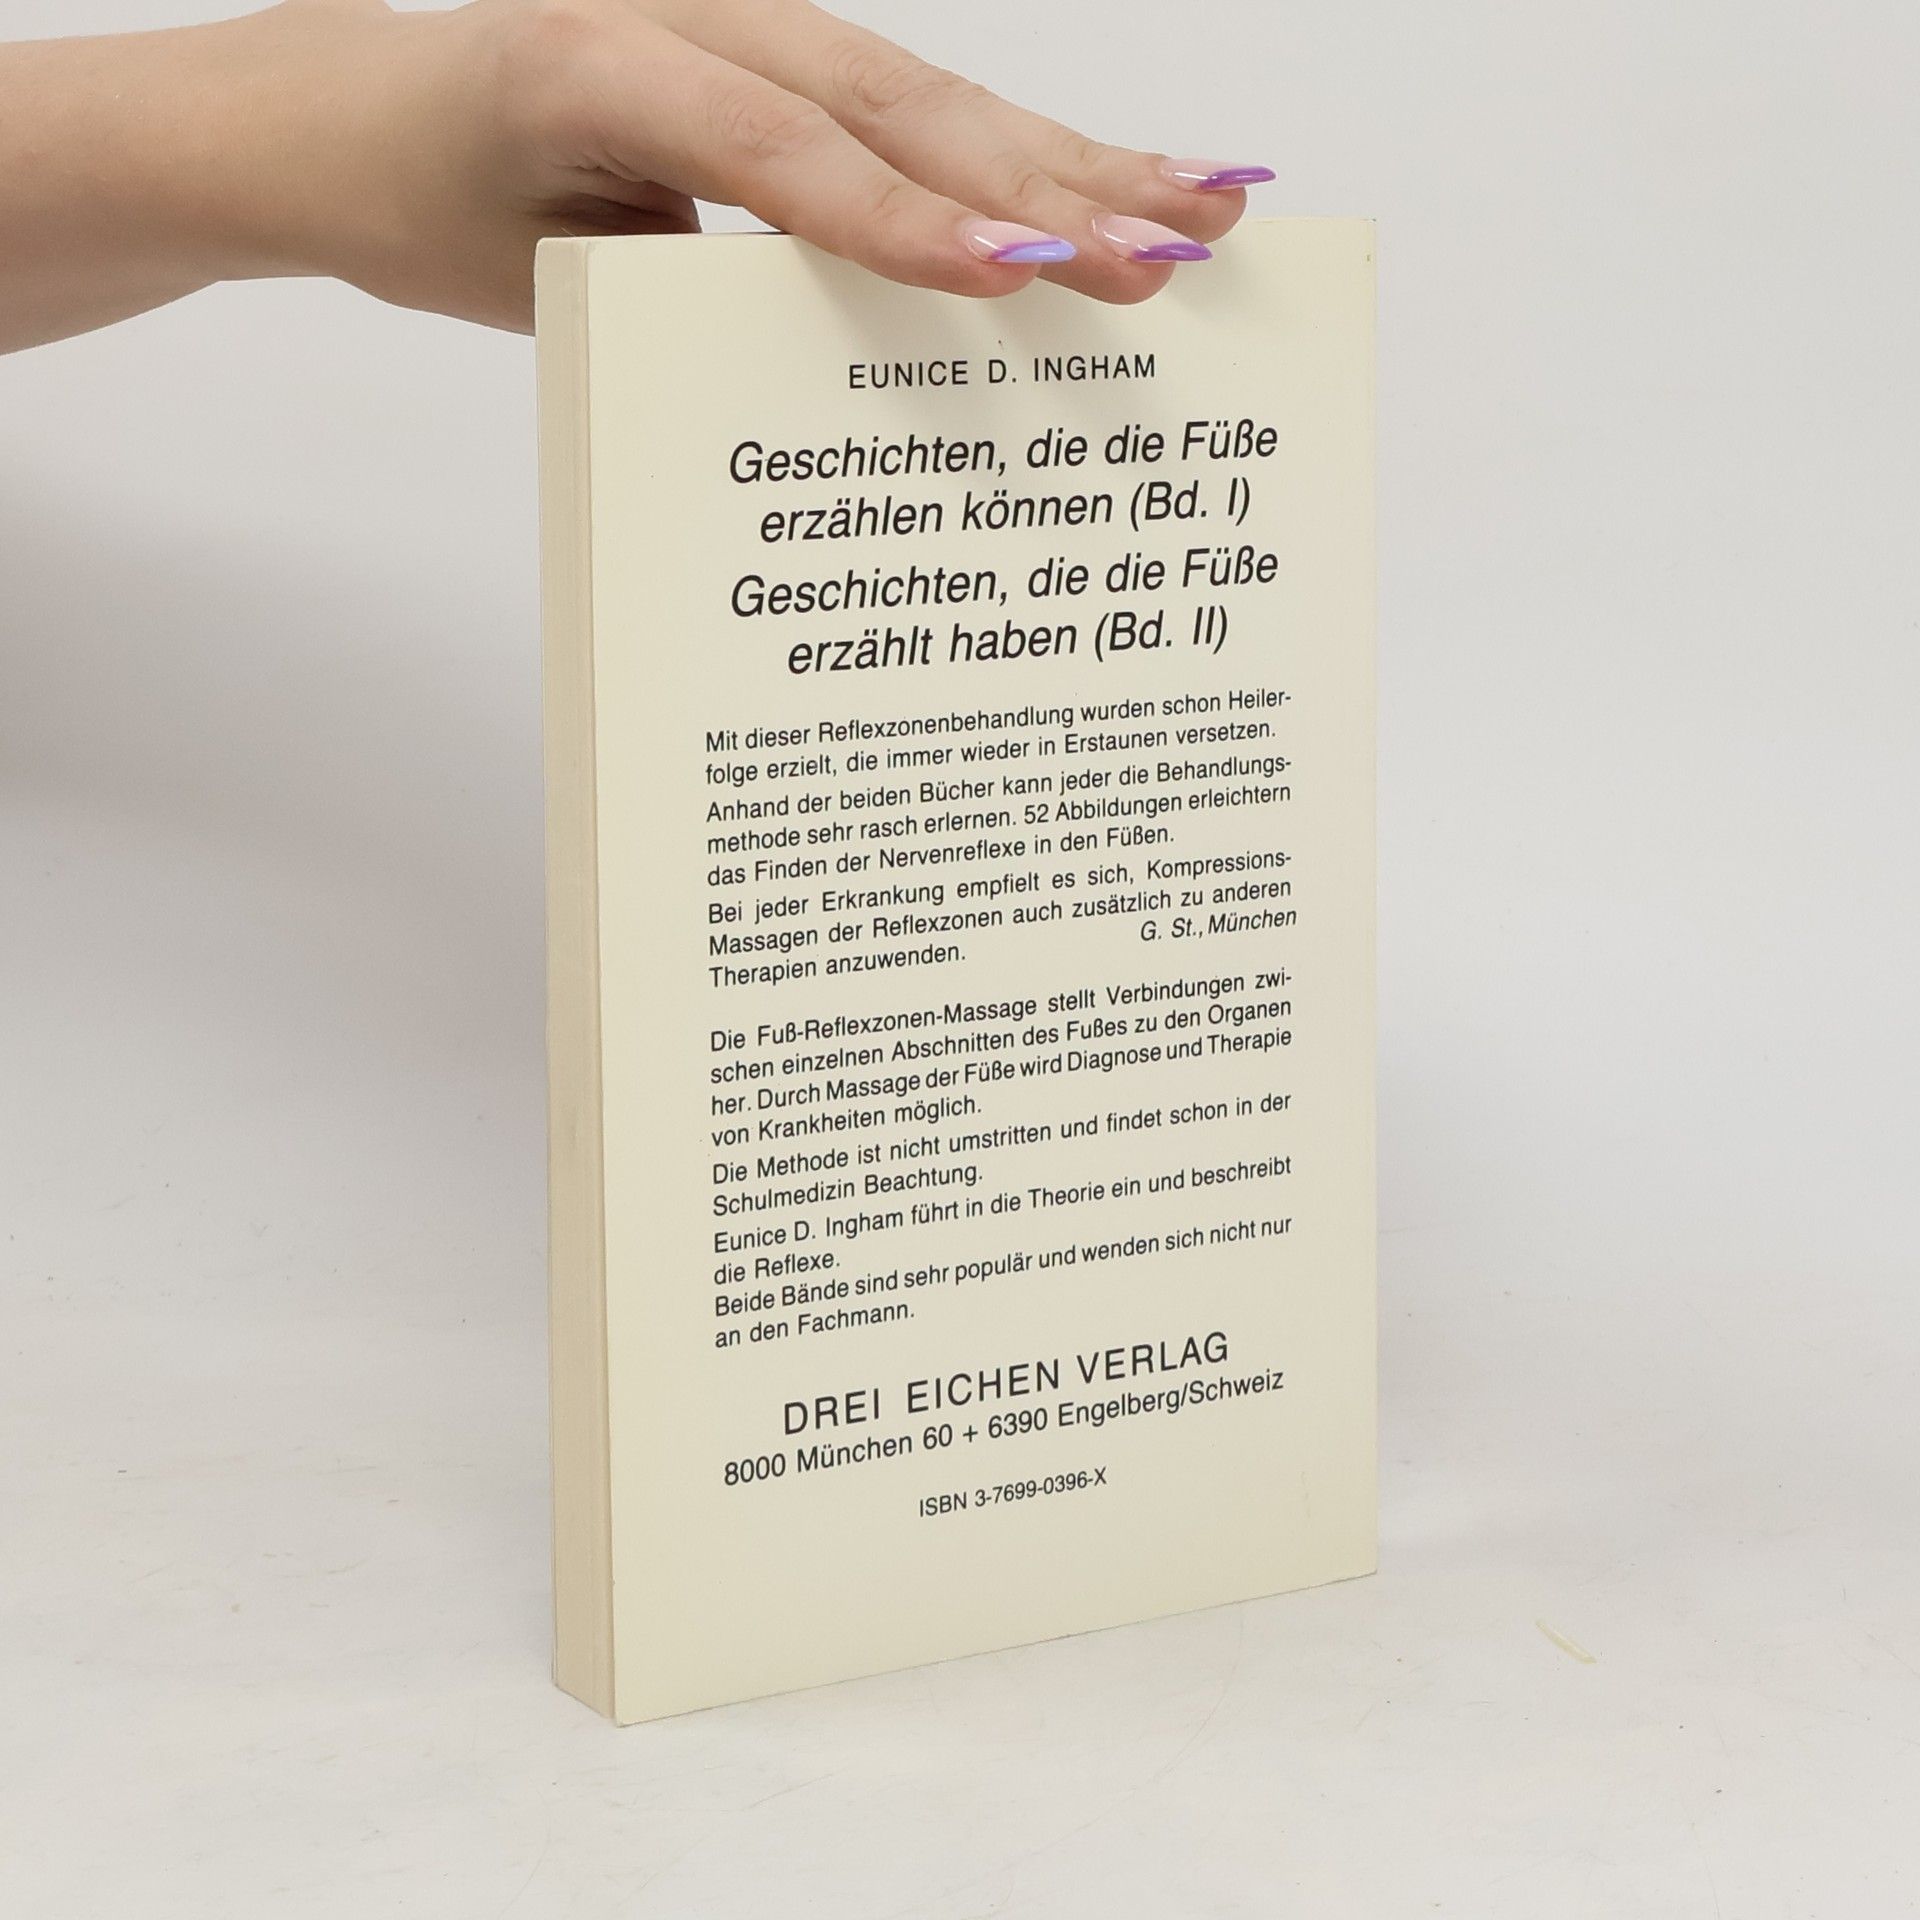 EUNICE D. INGHAM
Geschichten, die die Füße
erzählen können (Bd. I)
Geschichten, die die Füße
erzählt haben (Bd. II)
Mit dieser Reflexzonenbehandlung wurden schon Heiler-
folge erzielt, die immer wieder in Erstaunen versetzen.
Anhand der beiden Bücher kann jeder die Behandlungs-
methode sehr rasch erlernen. 52 Abbildungen erleichtern
das Finden der Nervenreflexe in den Füßen.
Bei jeder Erkrankung empfielt es sich, Kompressions-
Massagen der Reflexzonen auch zusätzlich zu anderen
Therapien anzuwenden.
G. St., München
Die Fuß-Reflexzonen-Massage stellt Verbindungen zwi-
schen einzelnen Abschnitten des Fußes zu den Organen
her. Durch Massage der Füße wird Diagnose und Therapie
von Krankheiten möglich.
Die Methode ist nicht umstritten und findet schon in der
Schulmedizin Beachtung.
Eunice D. Ingham führt in die Theorie ein und beschreibt
die Reflexe.
Beide Bände sind sehr populär und wenden sich nicht nur
an den Fachmann.
DREI EICHEN VERLAG
8000 München 60 + 6390 Engelberg/Schweiz
ISBN 3-7699-0396-X